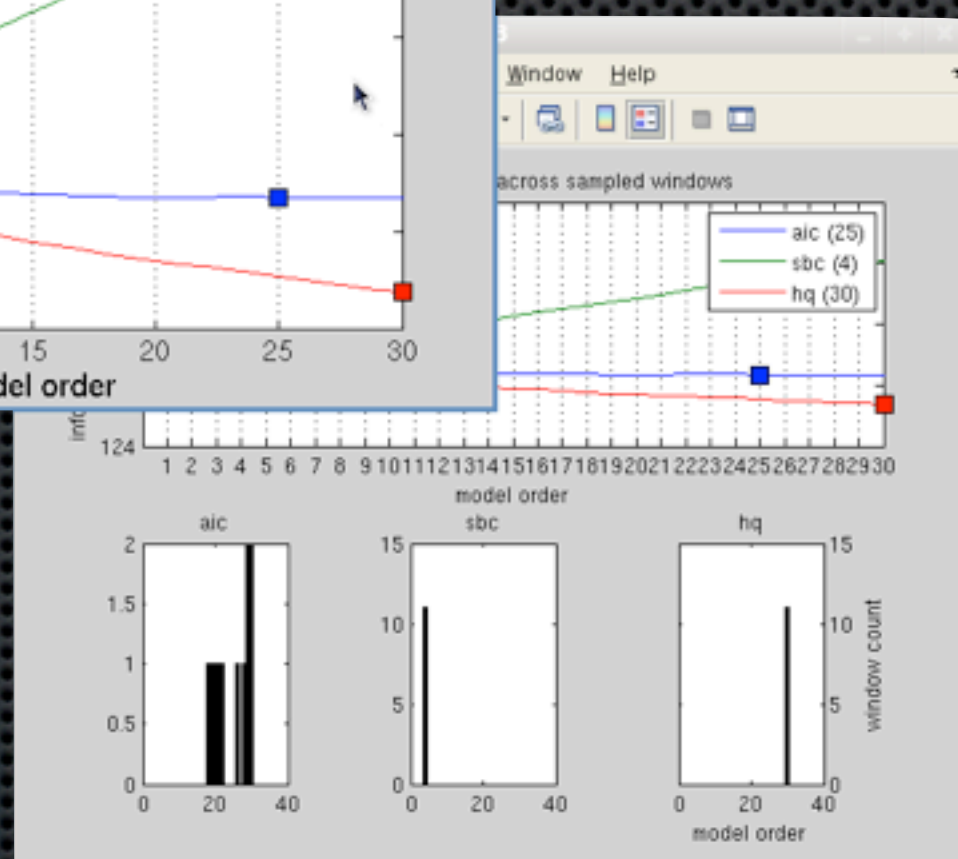 15 20 25 30
del order
3
Window Help
across sampled windows
aic (25)
sbc (4)
hq (30)
info
124
1 2 3 4 5 6 7 8 9 10 11 12 13 14 15 16 17 18 19 20 21 22 23 24 25 26 27 28 29 30
model order
aic
2
1.5
1
0.5
0
0 20 40
sbc
15
10
5
0
0 20 40
hq
15
10
5
0
0 20 40
window count
model order